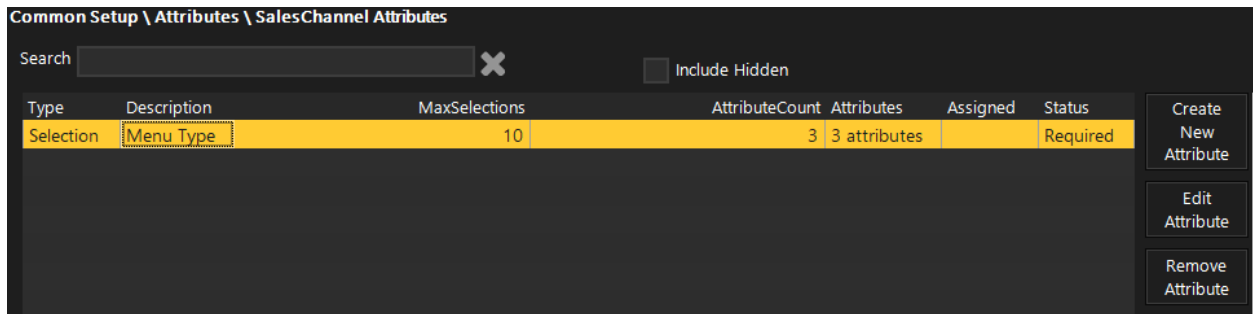 Common Setup \ Attributes \ SalesChannel Attributes
Search
Include Hidden
Type Description MaxSelections AttributeCount Attributes Assigned Status
Selection Menu Type 10 3 3 attributes Required
Create
New
Attribute
Edit
Attribute
Remove
Attribute